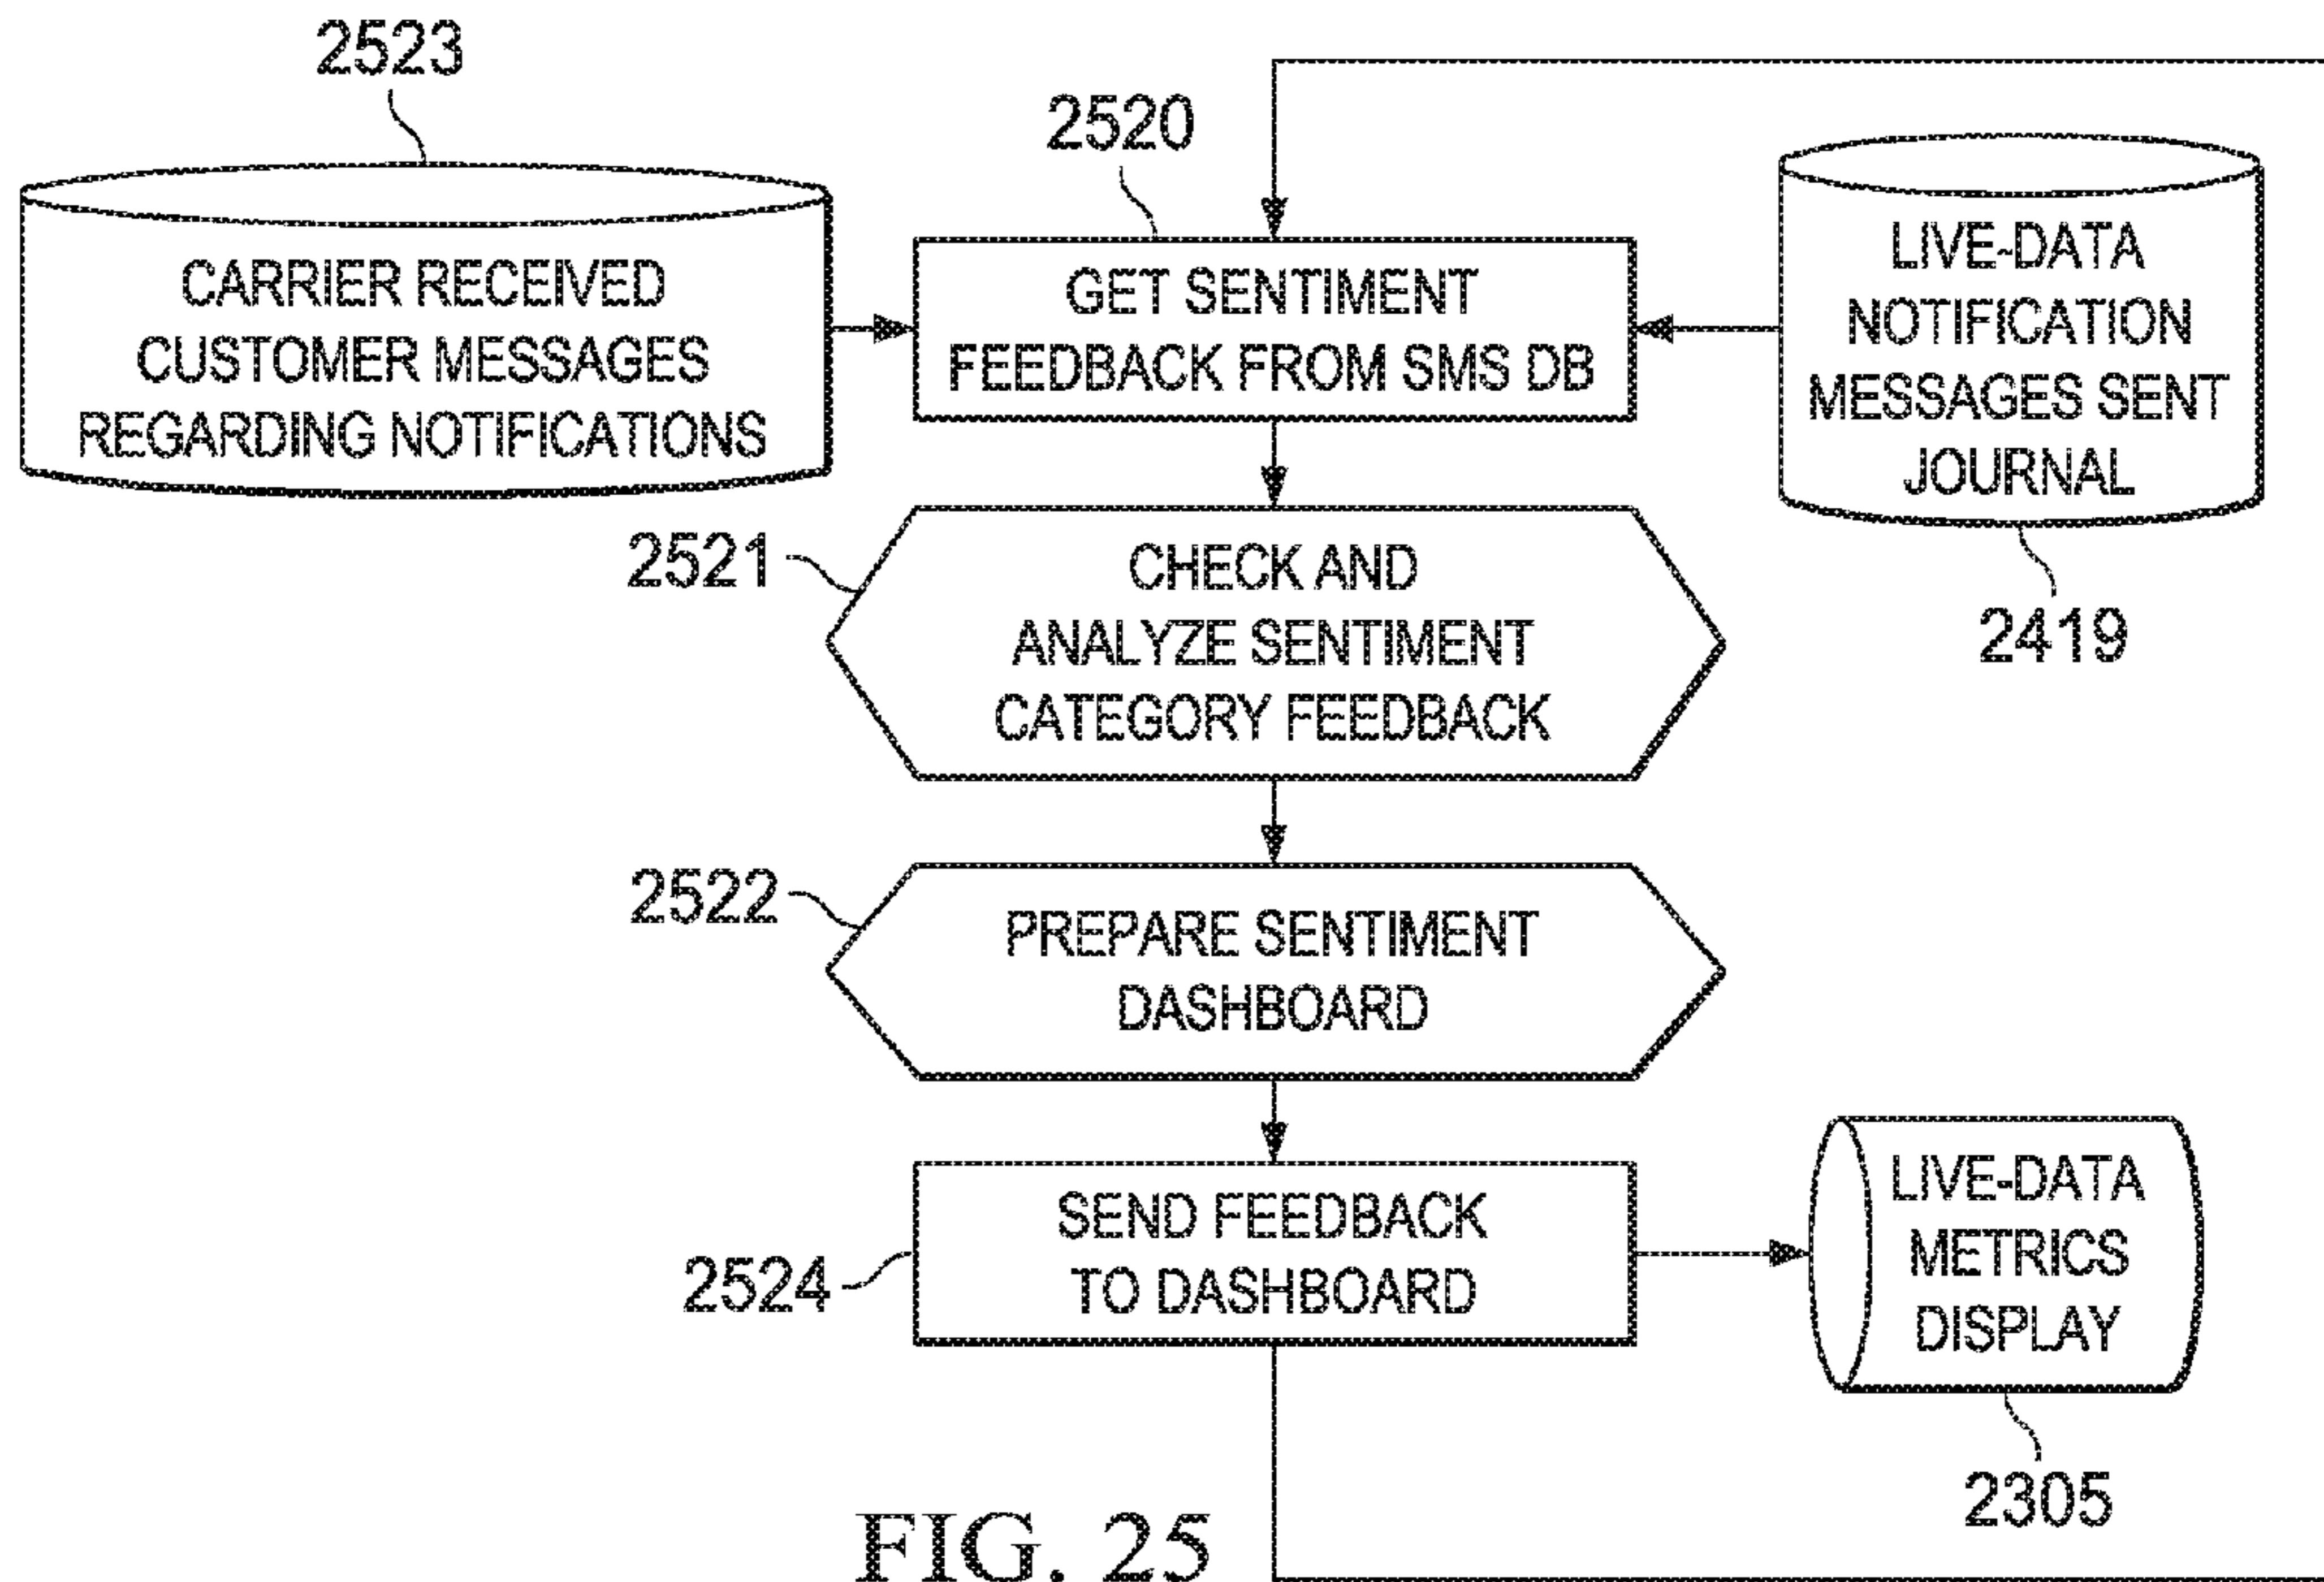 2523
2520
CARRIER RECEIVED
CUSTOMER MESSAGES
REGARDING NOTIFICATIONS
GET SENTIMENT
FEEDBACK FROM SMS DB
LIVE-DATA
NOTIFICATION
MESSAGES SENT
JOURNAL
2419
2521
CHECK AND
ANALYZE SENTIMENT
CATEGORY FEEDBACK
2522
PREPARE SENTIMENT
DASHBOARD
2524
SEND FEEDBACK
TO DASHBOARD
LIVE-DATA
METRICS
DISPLAY
2305
FIG. 25